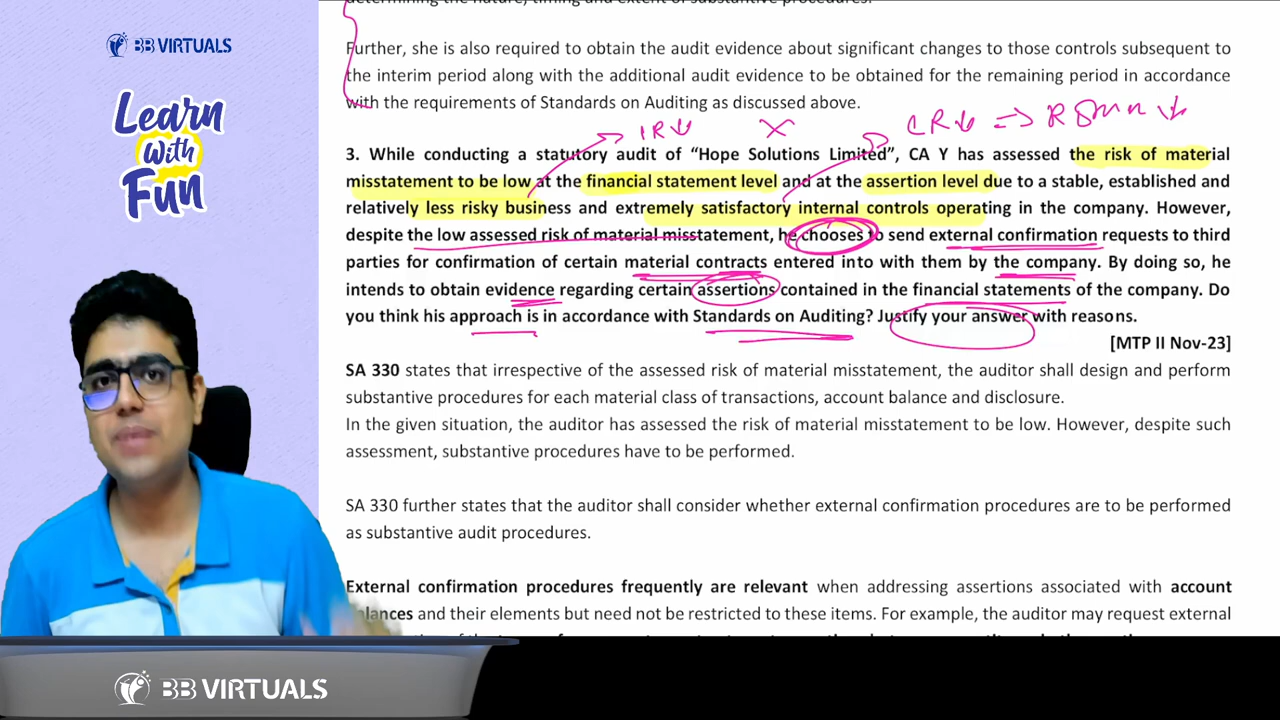 determining the nature, timing and extent of substantive procedures.
BB VIRTUALS
Further, she is also required to obtain the audit evidence about significant changes to those controls subsequent to
the interim period along with the additional audit evidence to be obtained for the remaining period in accordance
with the requirements of Standards on Auditing as discussed above.
Learn
With
Fun
IR↓ × CR↓ ⇒ ROMM ↓
3. While conducting a statutory audit of “Hope Solutions Limited”, CA Y has assessed the risk of material
misstatement to be low at the financial statement level and at the assertion level due to a stable, established and
relatively less risky business and extremely satisfactory internal controls operating in the company. However,
despite the low assessed risk of material misstatement, he chooses to send external confirmation requests to third
parties for confirmation of certain material contracts entered into with them by the company. By doing so, he
intends to obtain evidence regarding certain assertions contained in the financial statements of the company. Do
you think his approach is in accordance with Standards on Auditing? Justify your answer with reasons.
[MTP II Nov-23]
SA 330 states that irrespective of the assessed risk of material misstatement, the auditor shall design and perform
substantive procedures for each material class of transactions, account balance and disclosure.
In the given situation, the auditor has assessed the risk of material misstatement to be low. However, despite such
assessment, substantive procedures have to be performed.
SA 330 further states that the auditor shall consider whether external confirmation procedures are to be performed
as substantive audit procedures.
External confirmation procedures frequently are relevant when addressing assertions associated with account
and their elements but need not be restricted to these items. For example, the auditor may request external
BB VIRTUALS